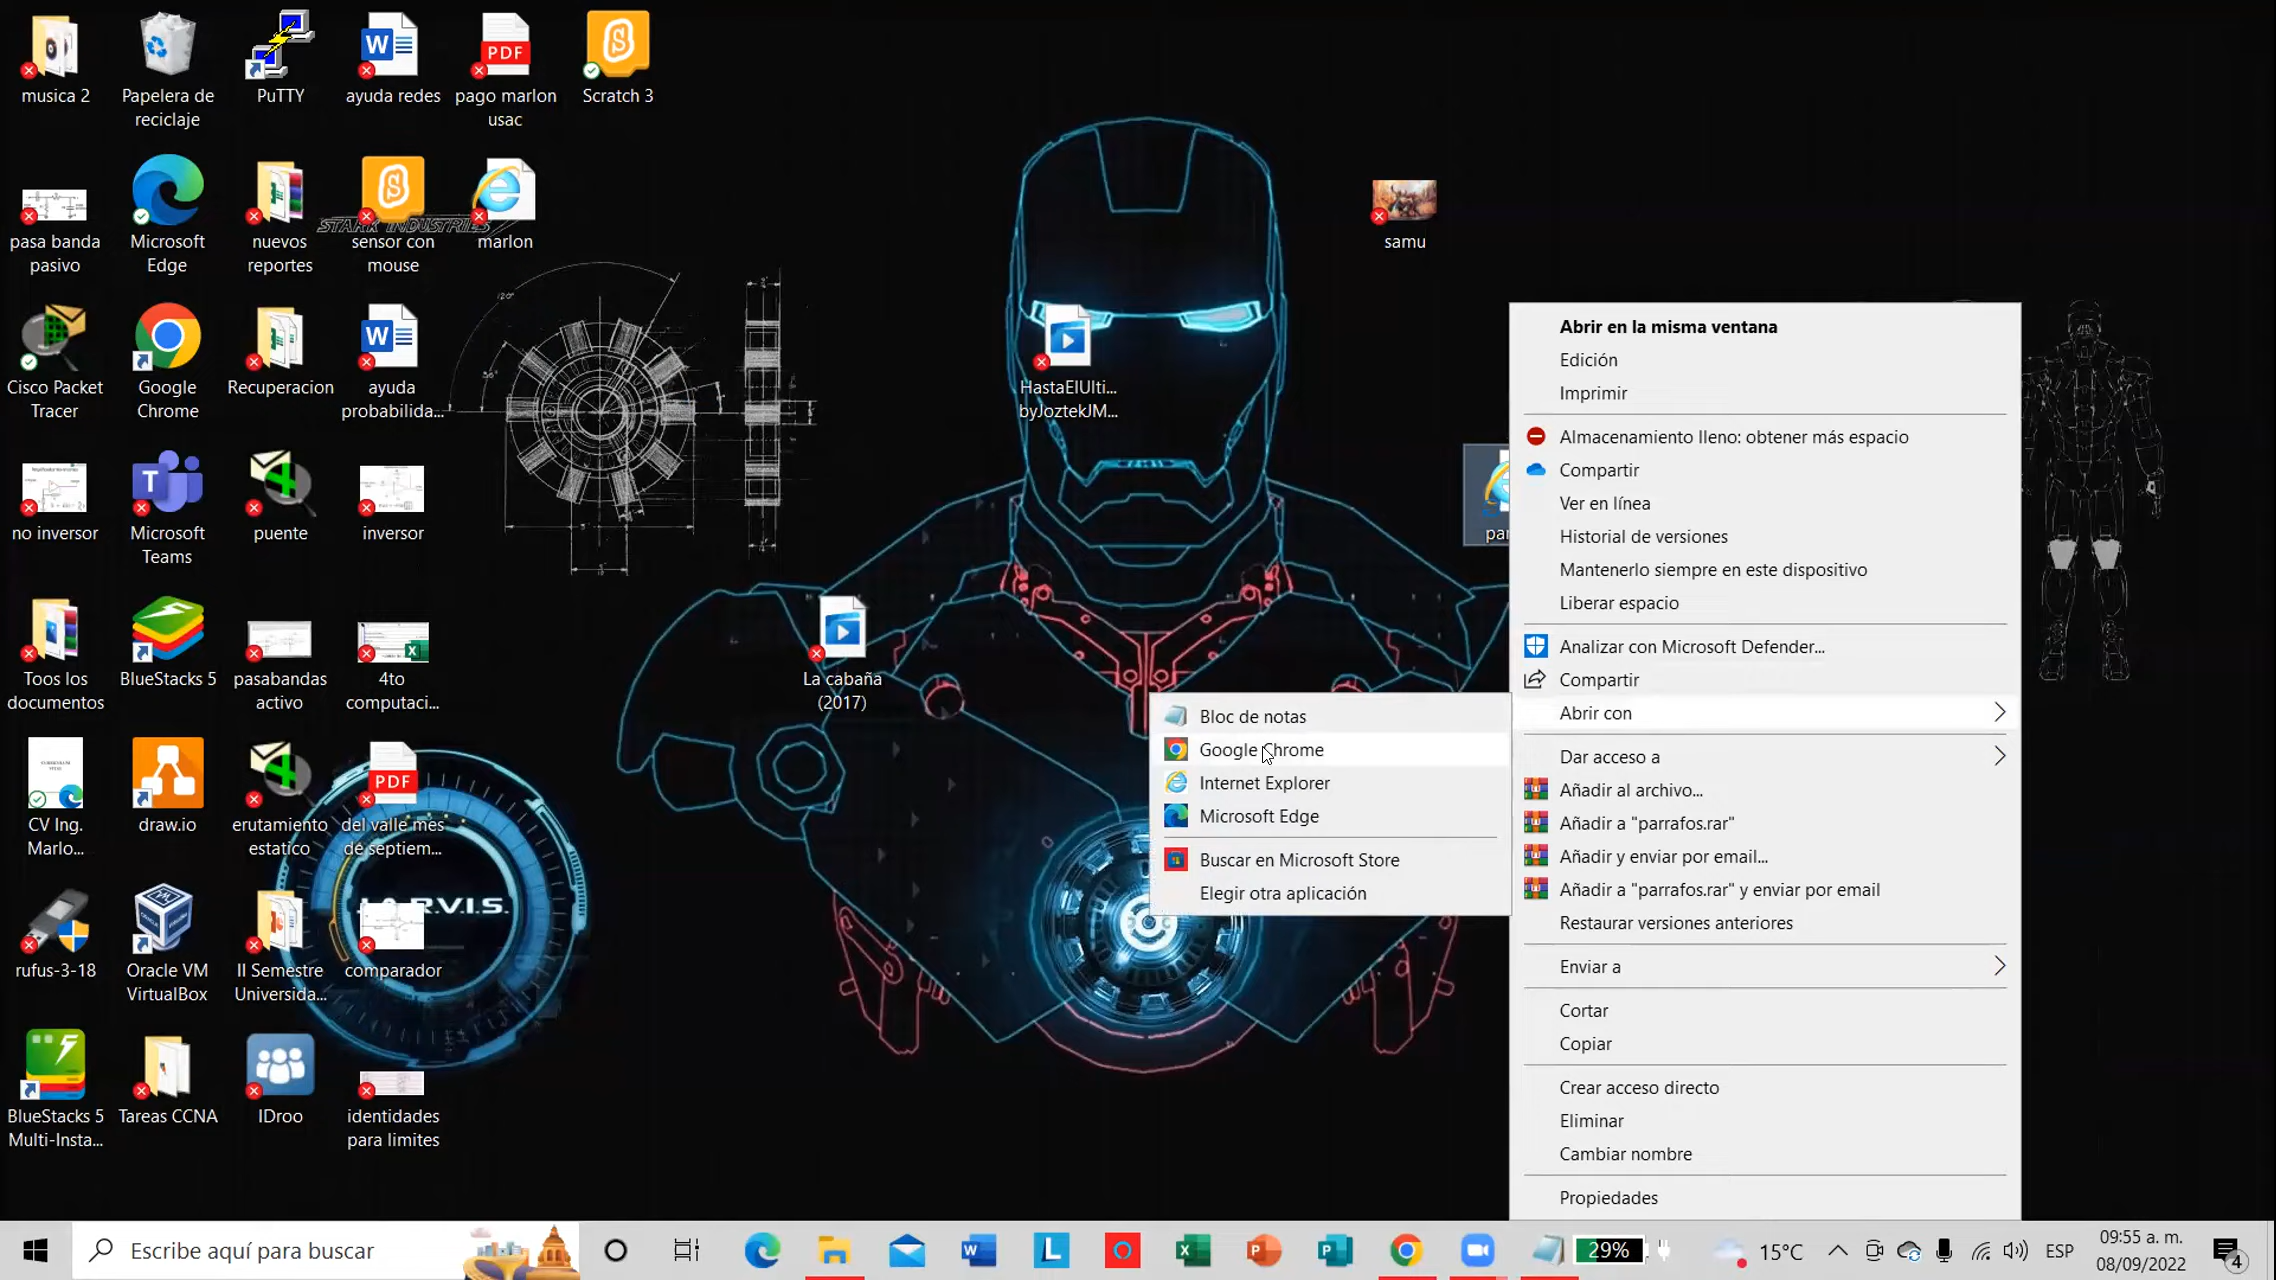 musica 2
Papelera de
reciclaje
PuTTY
ayuda redes
pago marlon
usac
Scratch 3
pasa banda
pasivo
Microsoft
Edge
nuevos
reportes
STARK INDUSTRIES
sensor con
mouse
marlon
samu
Cisco Packet
Tracer
Google
Chrome
Recuperacion
ayuda
probabilida...
HastaElUlti...
byJoztekJM...
no inversor
Microsoft
Teams
puente
inversor
par
Toos los
documentos
BlueStacks 5
pasabandas
activo
4to
computaci...
La cabaña
(2017)
CV Ing.
Marlo...
draw.io
erutamiento
estatico
PDF
del valle mes
de septiem...
J.A.R.V.I.S.
rufus-3-18
Oracle VM
VirtualBox
II Semestre
Universida...
comparador
BlueStacks 5
Multi-Insta...
Tareas CCNA
IDroo
identidades
para limites
Abrir en la misma ventana
Edición
Imprimir
Almacenamiento lleno: obtener más espacio
Compartir
Ver en línea
Historial de versiones
Mantenerlo siempre en este dispositivo
Liberar espacio
Analizar con Microsoft Defender...
Compartir
Abrir con
Dar acceso a
Añadir al archivo...
Añadir a "parrafos.rar"
Añadir y enviar por email...
Añadir a "parrafos.rar" y enviar por email
Restaurar versiones anteriores
Enviar a
Cortar
Copiar
Crear acceso directo
Eliminar
Cambiar nombre
Propiedades
Bloc de notas
Google Chrome
Internet Explorer
Microsoft Edge
Buscar en Microsoft Store
Elegir otra aplicación
Escribe aquí para buscar
29%
15°C
ESP
09:55 a. m.
08/09/2022
4